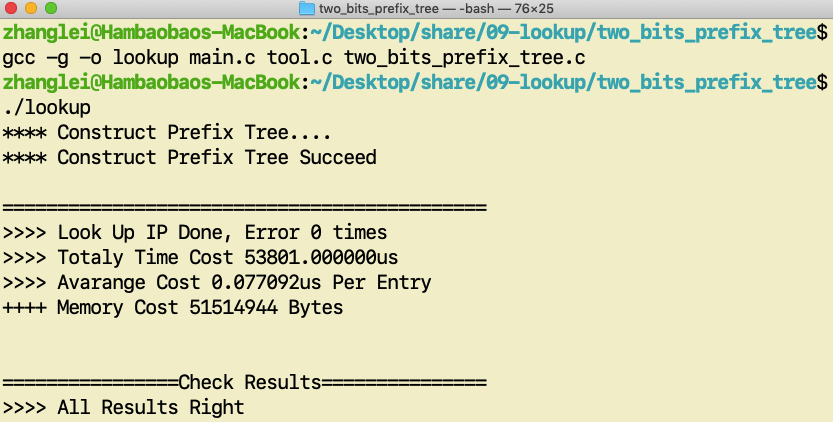 two_bits_prefix_tree — -bash — 76×25
zhanglei@Hambaobaos-MacBook:~/Desktop/share/09-lookup/two_bits_prefix_tree$
gcc -g -o lookup main.c tool.c two_bits_prefix_tree.c
zhanglei@Hambaobaos-MacBook:~/Desktop/share/09-lookup/two_bits_prefix_tree$
./lookup
**** Construct Prefix Tree....
**** Construct Prefix Tree Succeed
============================================
>>>> Look Up IP Done, Error 0 times
>>>> Totaly Time Cost 53801.000000us
>>>> Avarange Cost 0.077092us Per Entry
++++ Memory Cost 51514944 Bytes
================Check Results===============
>>>> All Results Right